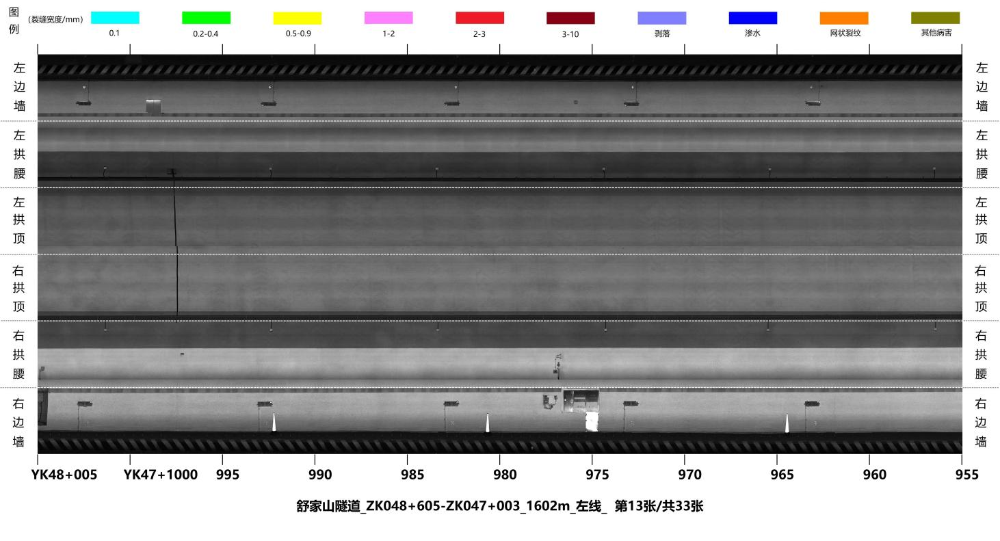 图例 (裂缝宽度/mm)
0.1 0.2-0.4 0.5-0.9 1-2 2-3 3-10 剥落 渗水 网状裂纹 其他病害
左边墙 左边墙
左拱腰 左拱腰
左拱顶 左拱顶
右拱顶 右拱顶
右拱腰 右拱腰
右边墙 右边墙
YK48+005 YK47+1000 995 990 985 980 975 970 965 960 955
舒家山隧道_ZK048+605-ZK047+003_1602m_左线_ 第13张/共33张